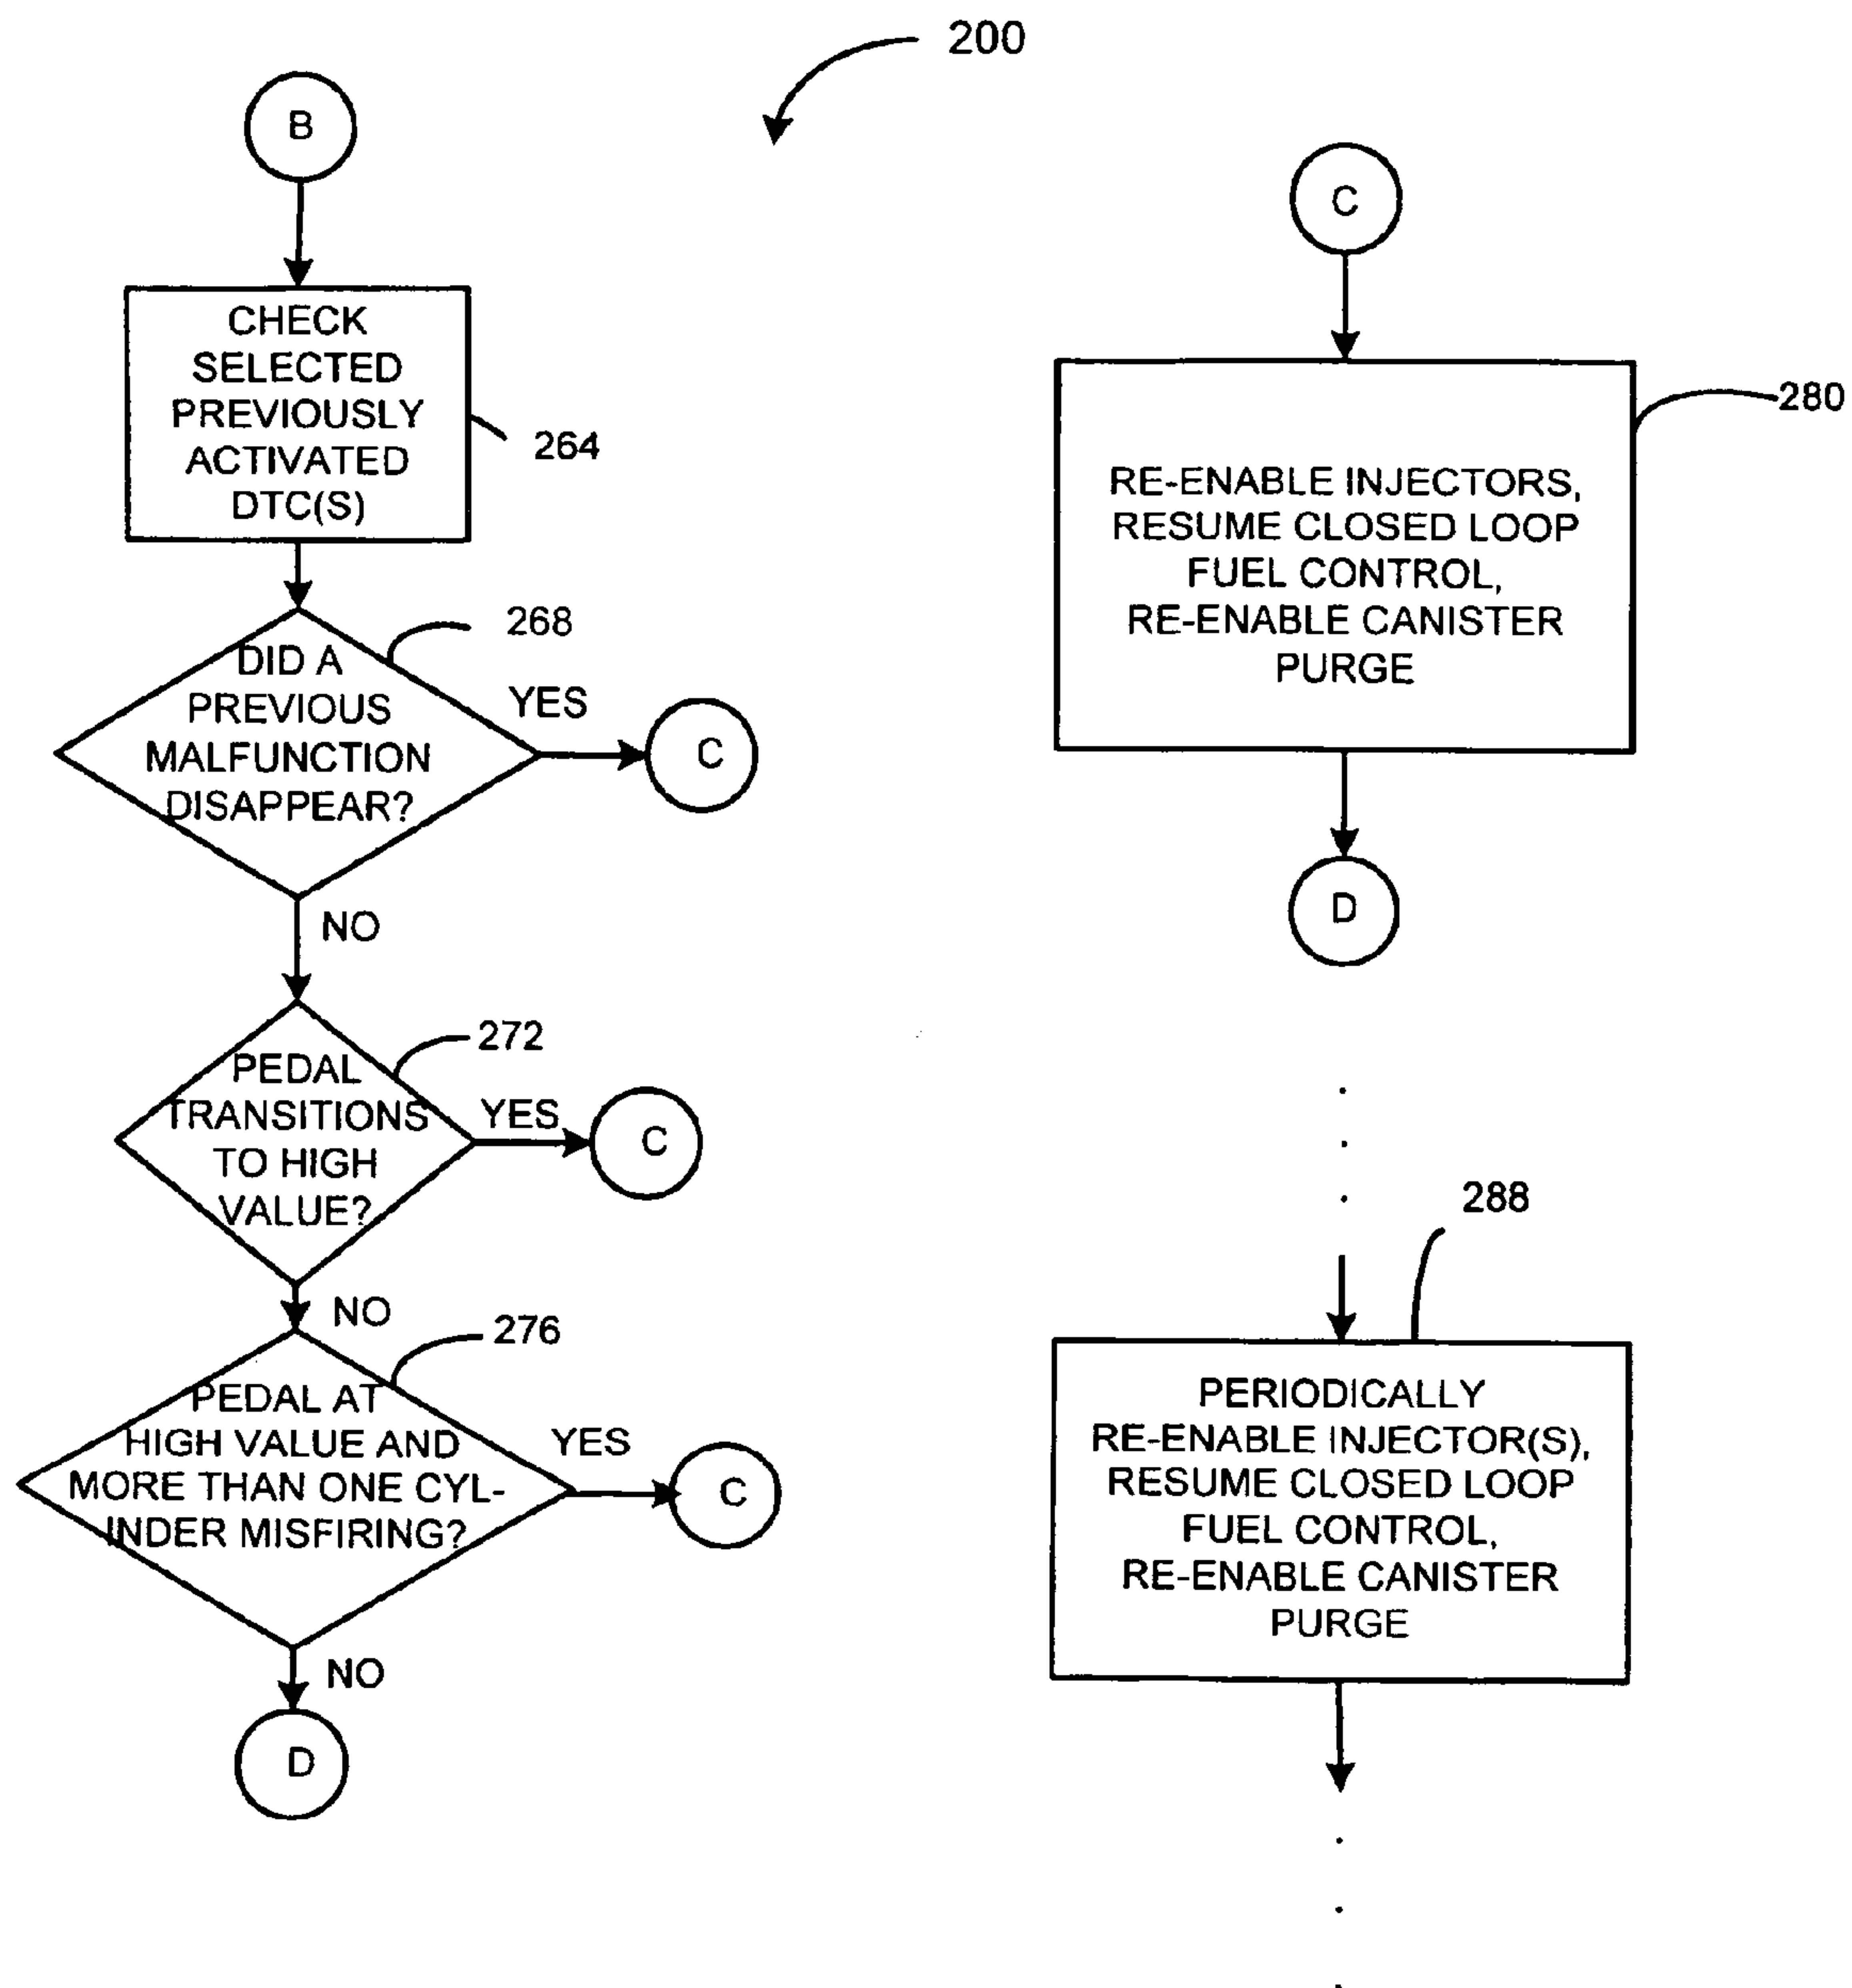 200
B
CHECK
SELECTED
PREVIOUSLY
ACTIVATED
DTC(S)
264
268
DID A
PREVIOUS
MALFUNCTION
DISAPPEAR?
YES
C
NO
272
PEDAL
TRANSITIONS
TO HIGH
VALUE?
YES
C
NO
276
PEDAL AT
HIGH VALUE AND
MORE THAN ONE CYL-
INDER MISFIRING?
YES
C
NO
D
C
280
RE-ENABLE INJECTORS,
RESUME CLOSED LOOP
FUEL CONTROL,
RE-ENABLE CANISTER
PURGE
D
288
PERIODICALLY
RE-ENABLE INJECTOR(S),
RESUME CLOSED LOOP
FUEL CONTROL,
RE-ENABLE CANISTER
PURGE